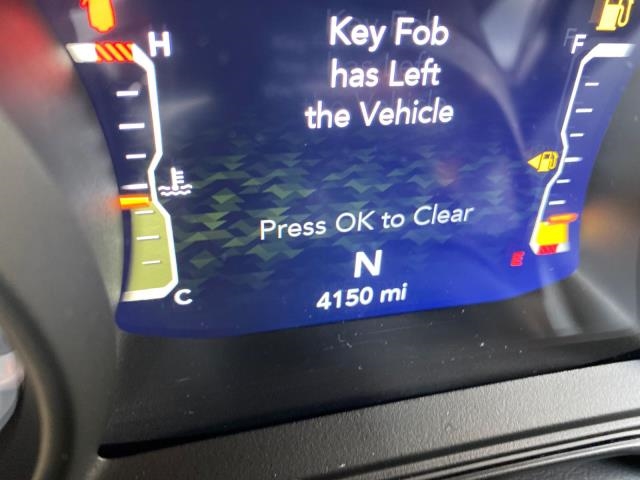 Key Fob
has Left
the Vehicle
H
F
Press OK to Clear
N
E
C
4150 mi